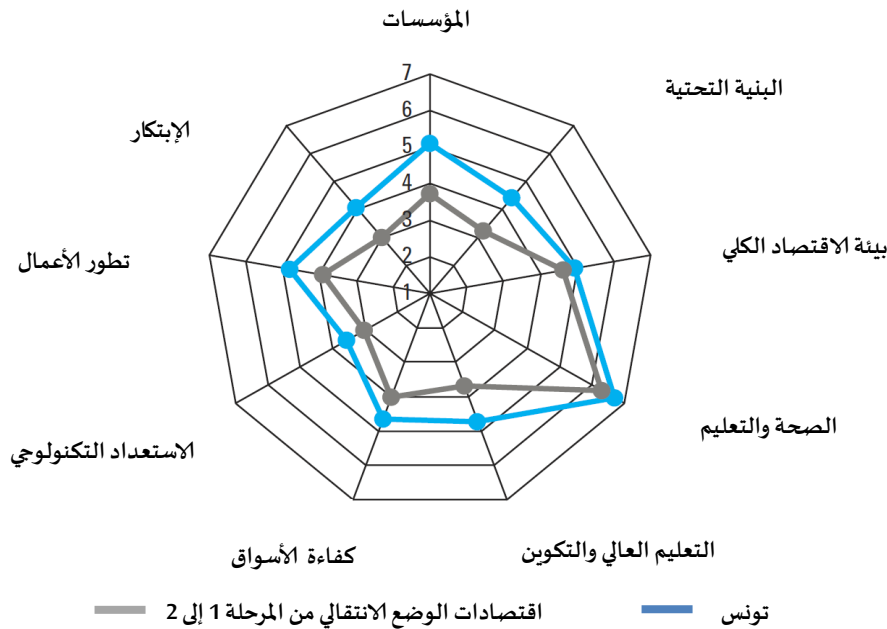 المؤسسات
البنية التحتية
الإبتكار
7
6
5
4
3
2
1
بيئة الاقتصاد الكلي
تطور الأعمال
الصحة والتعليم
الاستعداد التكنولوجي
التعليم العالي والتكوين
كفاءة الأسواق
تونس
اقتصادات الوضع الانتقالي من المرحلة 1 إلى 2